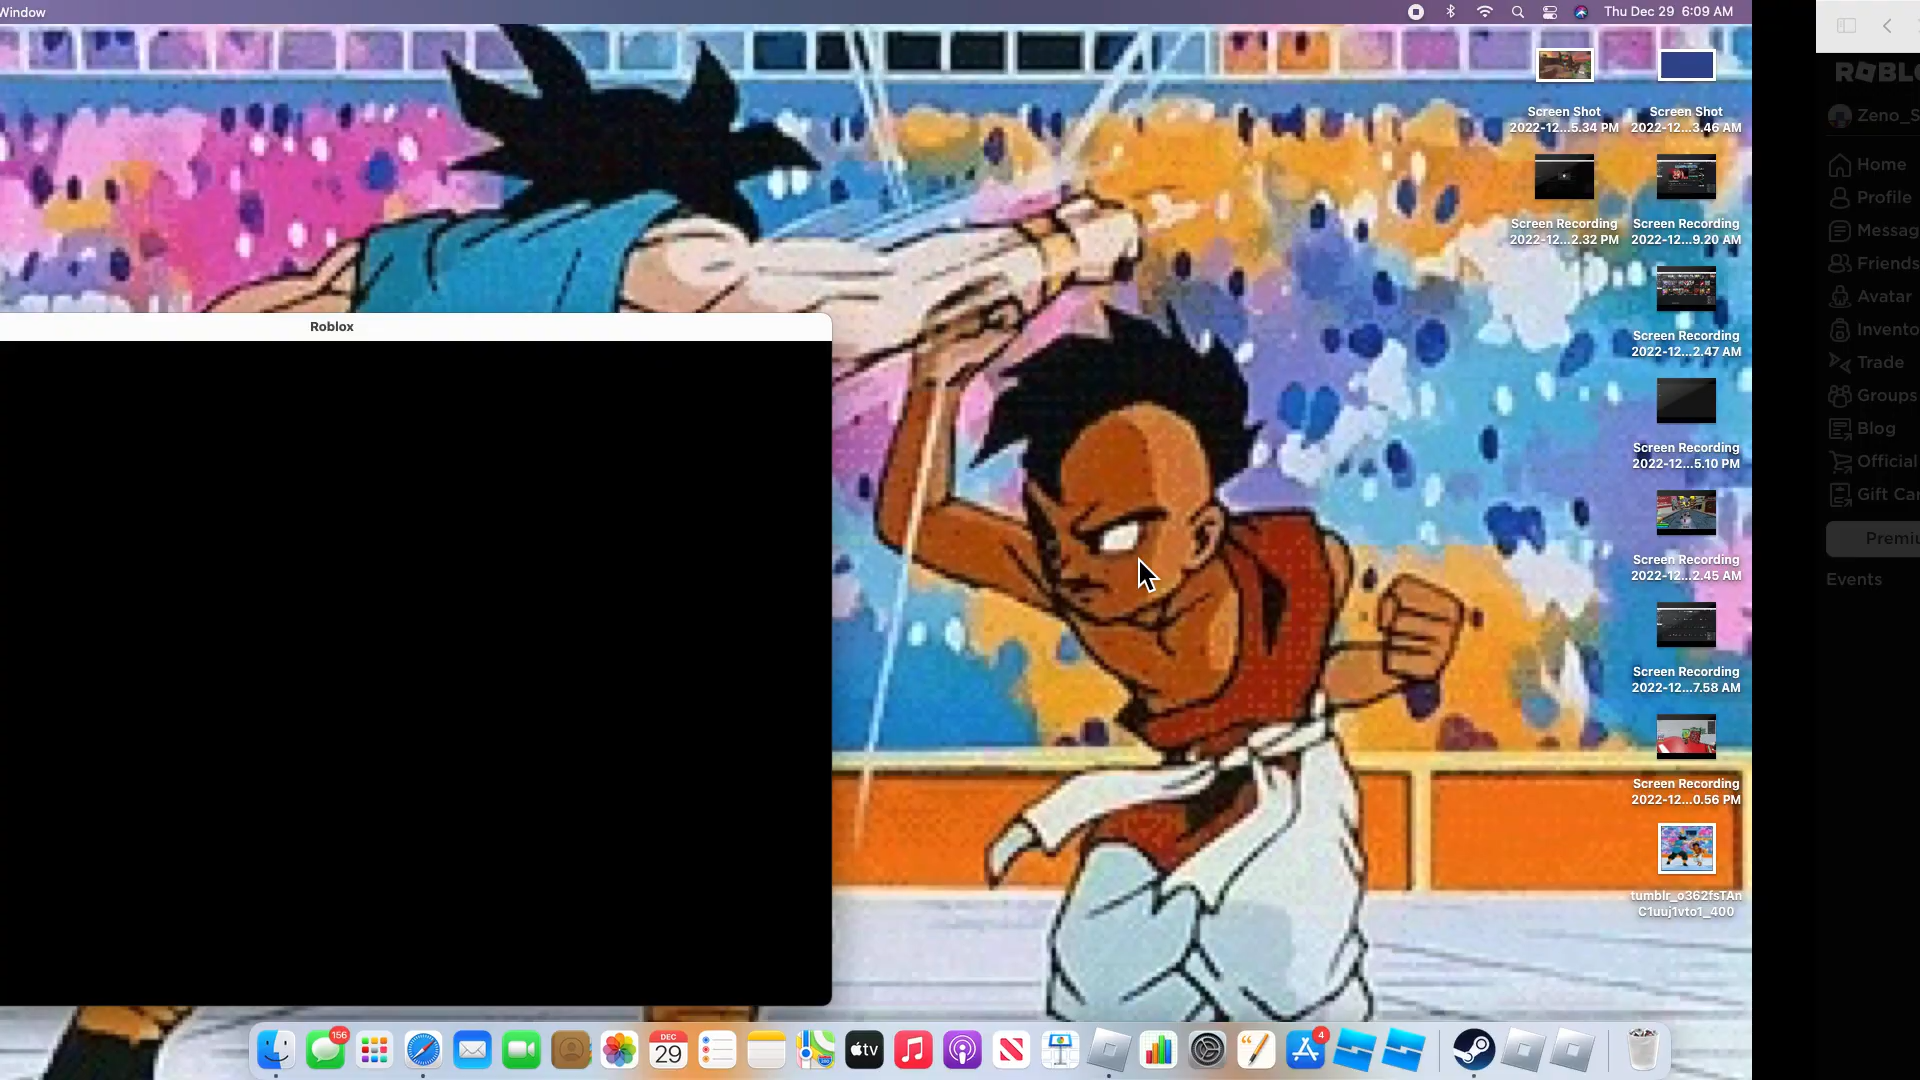 Window
Thu Dec 29 6:09 AM
Screen Shot
2022-12...5.34 PM
Screen Shot
2022-12...3.46 AM
Screen Recording
2022-12...2.32 PM
Screen Recording
2022-12...9.20 AM
Screen Recording
2022-12...2.47 AM
Screen Recording
2022-12...5.10 PM
Screen Recording
2022-12...2.45 AM
Screen Recording
2022-12...7.58 AM
Screen Recording
2022-12...0.56 PM
tumblr_o362fsTAn
C1uuj1vto1_400
Roblox
ROBLO
Zeno_S
Home
Profile
Messag
Friends
Avatar
Invento
Trade
Groups
Blog
Official
Gift Car
Premiu
Events
156
DEC
29
tv
4